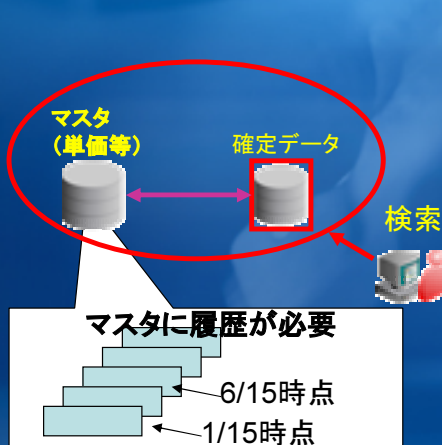 マスタ
（単価等）
確定データ
検索
マスタに履歴が必要
6/15時点
1/15時点